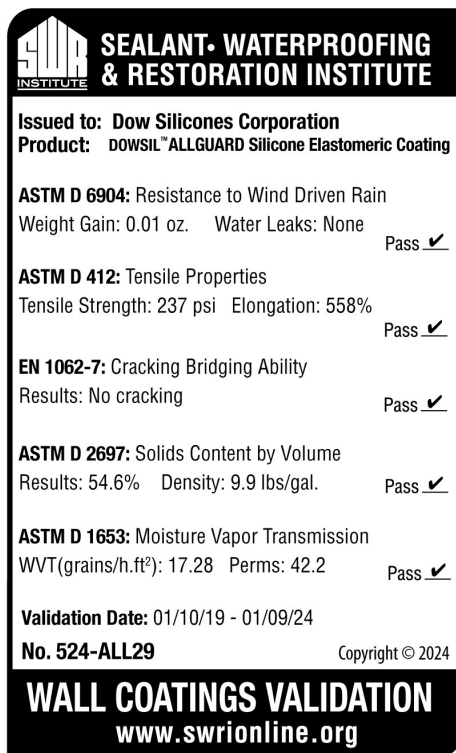 SWR
INSTITUTE
SEALANT• WATERPROOFING
& RESTORATION INSTITUTE
Issued to: Dow Silicones Corporation
Product: DOWSIL™ALLGUARD Silicone Elastomeric Coating
ASTM D 6904: Resistance to Wind Driven Rain
Weight Gain: 0.01 oz. Water Leaks: None
Pass ✔
ASTM D 412: Tensile Properties
Tensile Strength: 237 psi Elongation: 558%
Pass ✔
EN 1062-7: Cracking Bridging Ability
Results: No cracking
Pass ✔
ASTM D 2697: Solids Content by Volume
Results: 54.6% Density: 9.9 lbs/gal.
Pass ✔
ASTM D 1653: Moisture Vapor Transmission
WVT(grains/h.ft²): 17.28 Perms: 42.2
Pass ✔
Validation Date: 01/10/19 - 01/09/24
No. 524-ALL29
Copyright © 2024
WALL COATINGS VALIDATION
www.swrionline.org